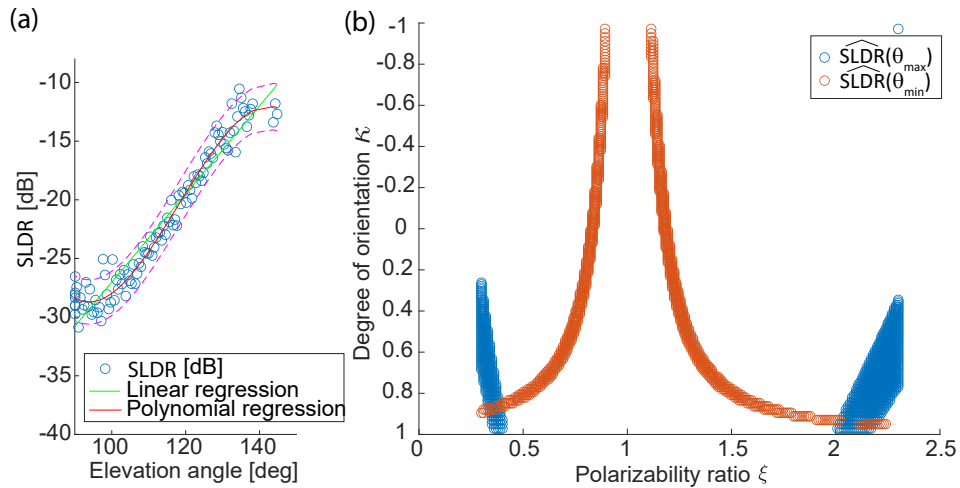 (a)
-10
-15
-20
-25
-30
-35
-40
SLDR [dB]
SLDR [dB]
Linear regression
Polynomial regression
100
120
140
Elevation angle [deg]
(b)
-1
-0.8
-0.6
-0.4
-0.2
0
0.2
0.4
0.6
0.8
1
Degree of orientation κ
SLDR(θmax)
SLDR(θmin)
0
0.5
1
1.5
2
2.5
Polarizability ratio ξ